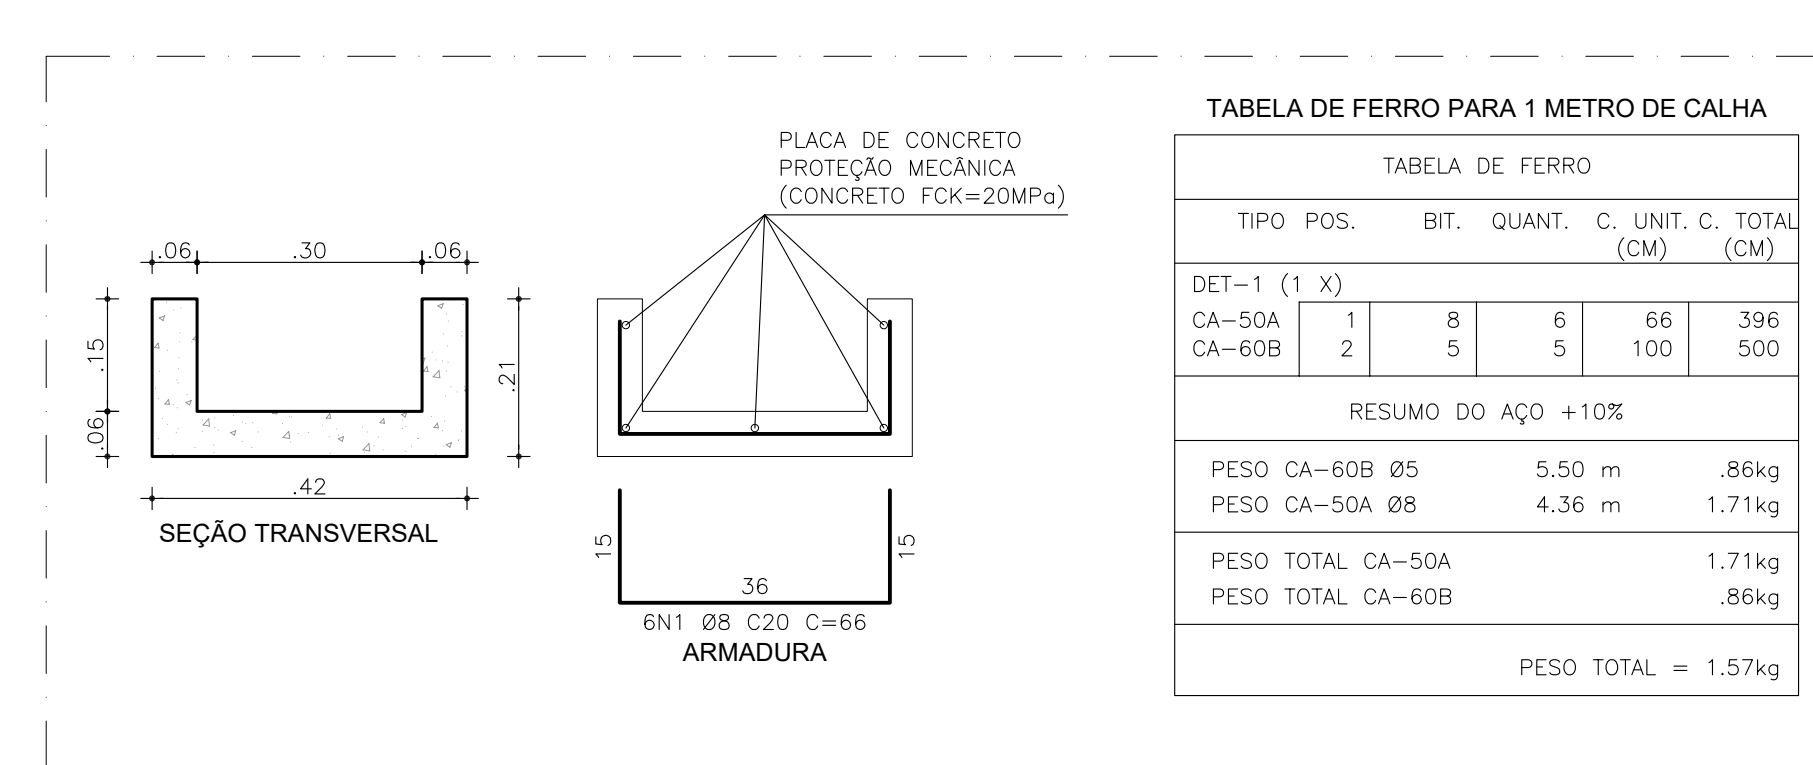 TABELA DE FERRO PARA 1 METRO DE CALHA
PLACA DE CONCRETO
PROTEÇÃO MECÂNICA
(CONCRETO FCK=20MPa)
.06 .30 .06
.15
.06
.21
.42
SEÇÃO TRANSVERSAL
15
15
36
6N1 Ø8 C20 C=66
ARMADURA
TABELA DE FERRO
TIPO POS. BIT. QUANT. C. UNIT. C. TOTAL
(CM) (CM)
DET-1 (1 X)
CA-50A 1 8 6 66 396
CA-60B 2 5 5 100 500
RESUMO DO AÇO +10%
PESO CA-60B Ø5 5.50 m .86kg
PESO CA-50A Ø8 4.36 m 1.71kg
PESO TOTAL CA-50A 1.71kg
PESO TOTAL CA-60B .86kg
PESO TOTAL = 1.57kg